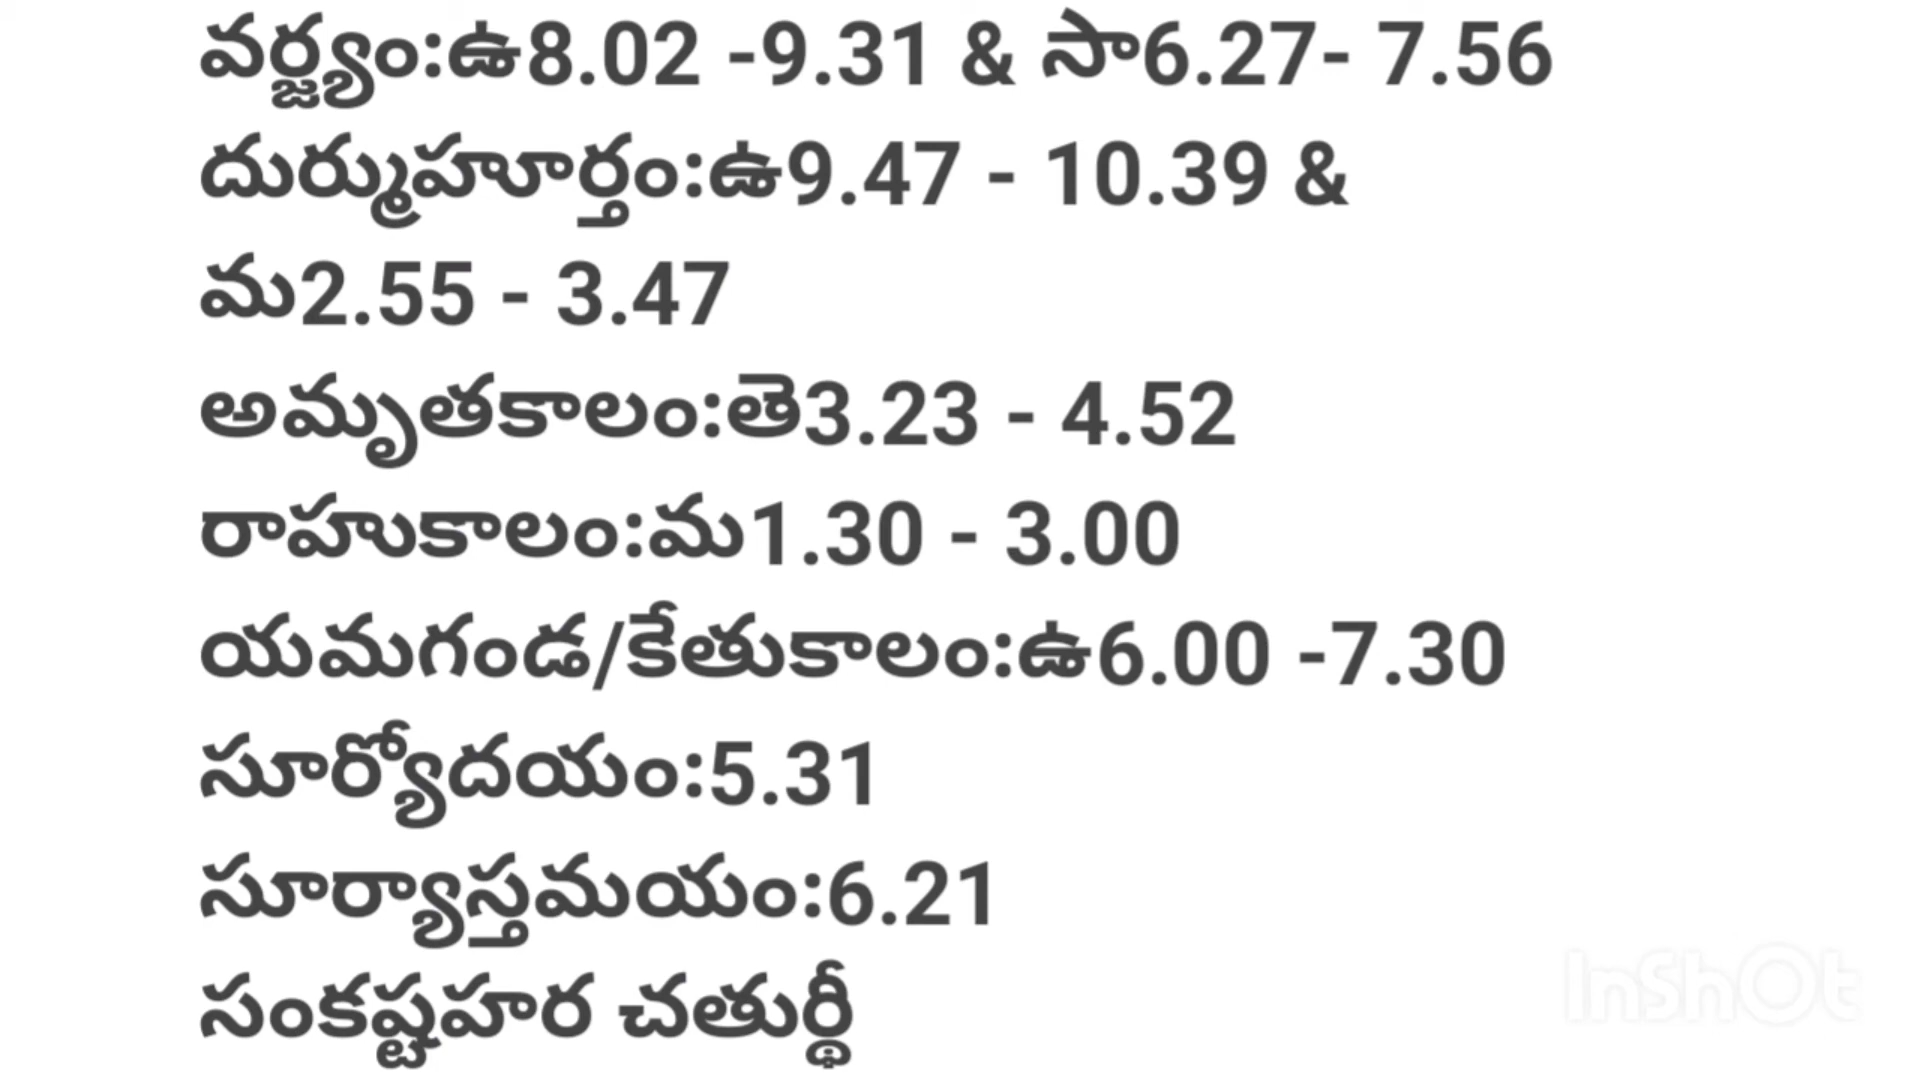 వర్జ్యం:ఉ8.02 -9.31 & సా6.27- 7.56
దుర్ముహూర్తం:ఉ9.47 - 10.39 &
మ2.55 - 3.47
అమృతకాలం:తె3.23 - 4.52
రాహుకాలం:మ1.30 - 3.00
యమగండ/కేతుకాలం:ఉ6.00 -7.30
సూర్యోదయం:5.31
సూర్యాస్తమయం:6.21
సంకష్టహర చతుర్థీ
InShOt